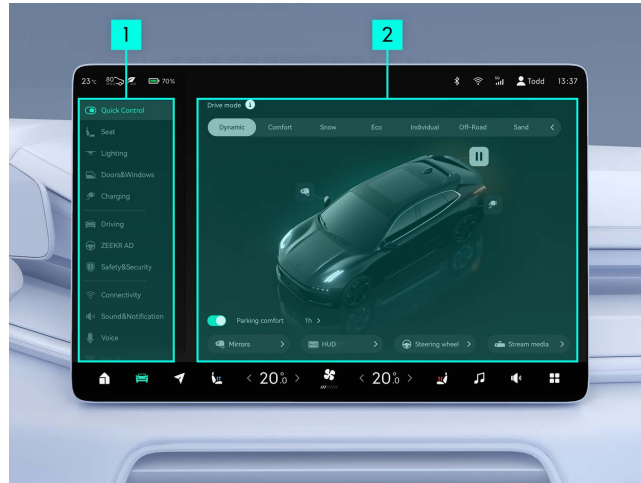 1
2
23°c 80% 70%
5G Todd 13:37
Quick Control
Seat
Lighting
Doors&Windows
Charging
Driving
ZEEKR AD
Safety&Security
Connectivity
Sound&Notification
Voice
Drive mode
Dynamic Comfort Snow Eco Individual Off-Road Sand
Parking comfort 1h
Mirrors HUD Steering wheel Stream media
20.0 20.0